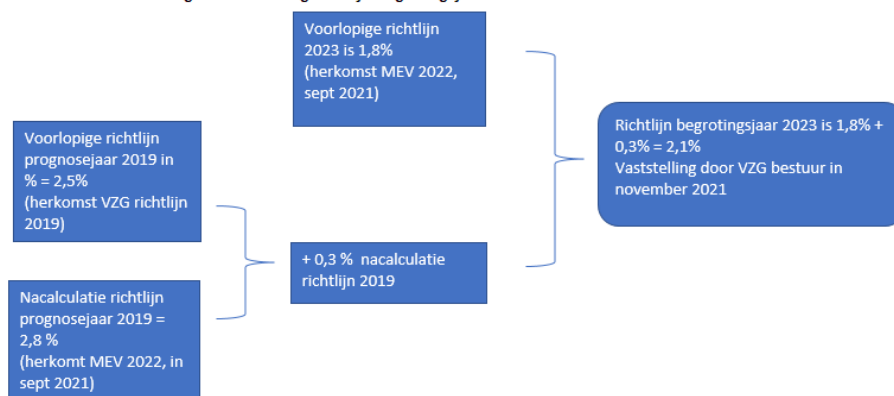 Voorlopige richtlijn
2023 is 1,8%
(herkomst MEV 2022,
sept 2021)
Voorlopige richtlijn
prognosejaar 2019 in
% = 2,5%
(herkomst VZG richtlijn
2019)
Richtlijn begrotingsjaar 2023 is 1,8% +
0,3% = 2,1%
Vaststelling door VZG bestuur in
november 2021
+ 0,3 % nacalculatie
richtlijn 2019
Nacalculatie richtlijn
prognosejaar 2019 =
2,8 %
(herkomt MEV 2022, in
sept 2021)